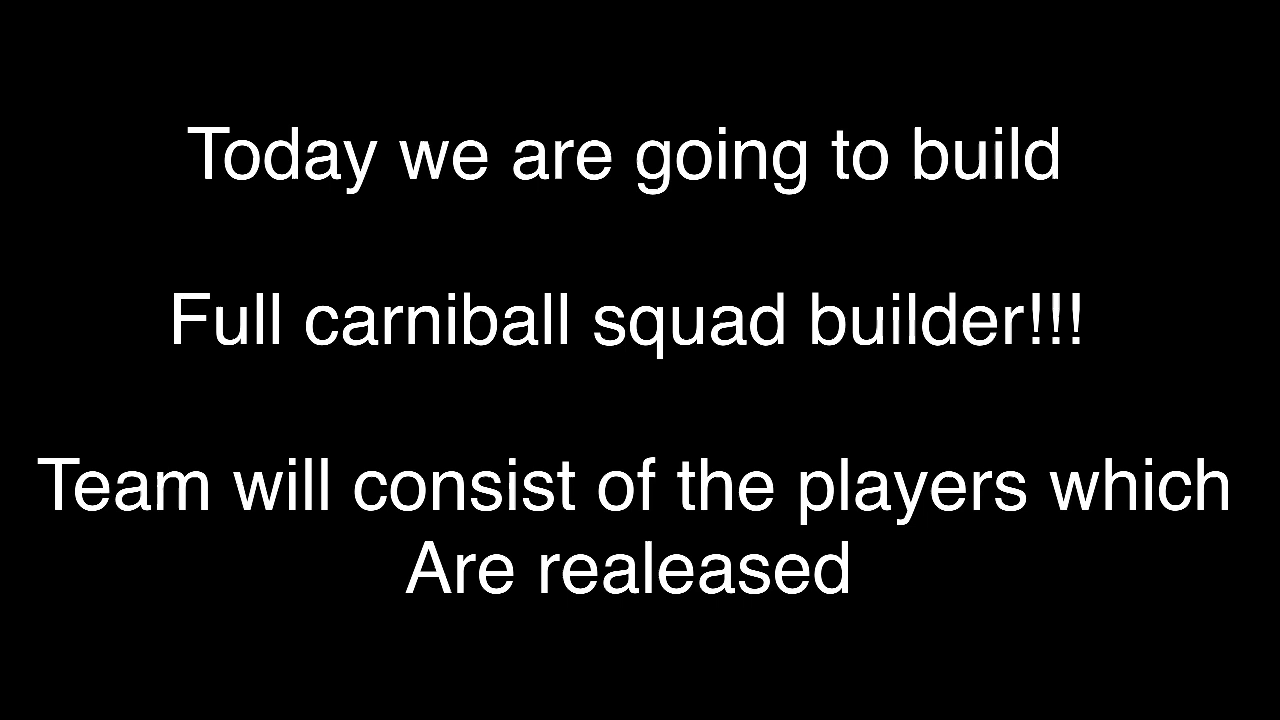 Today we are going to build
Full carniball squad builder!!!
Team will consist of the players which
Are realeased